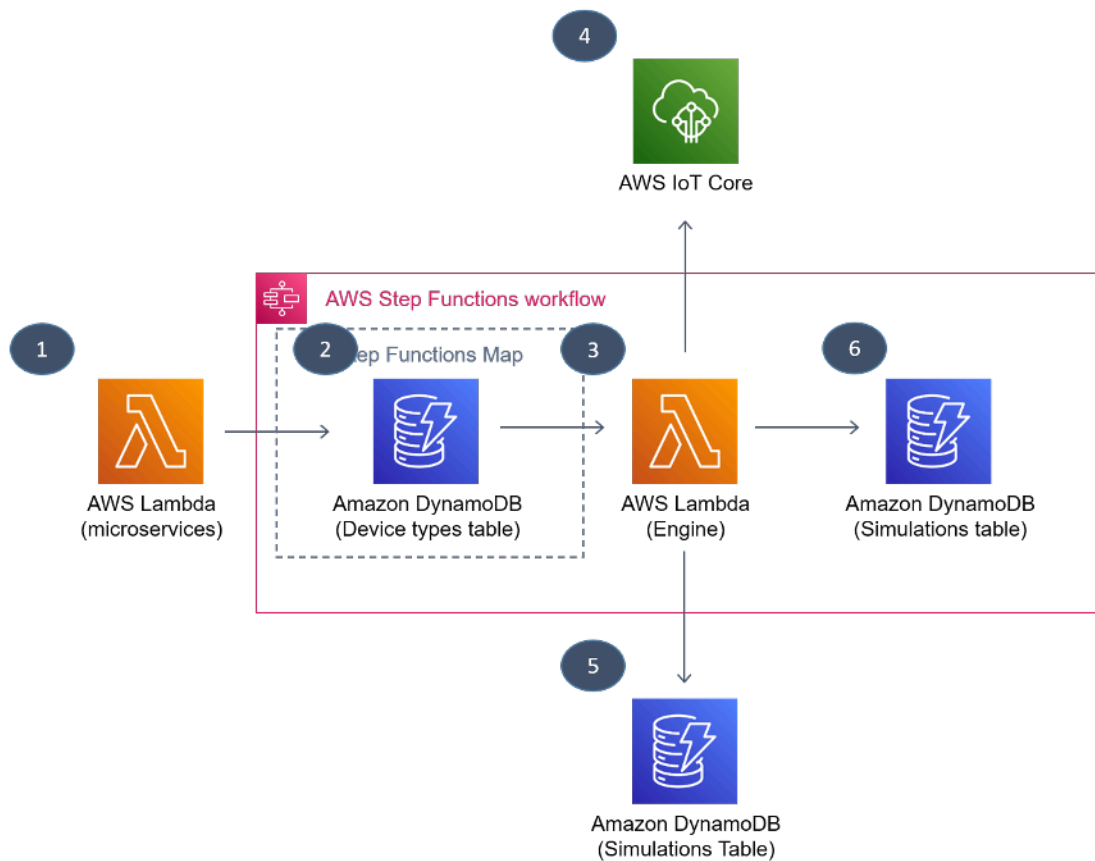 4
AWS IoT Core
AWS Step Functions workflow
1
2
tep Functions Map
3
6
AWS Lambda
(microservices)
Amazon DynamoDB
(Device types table)
AWS Lambda
(Engine)
Amazon DynamoDB
(Simulations table)
5
Amazon DynamoDB
(Simulations Table)